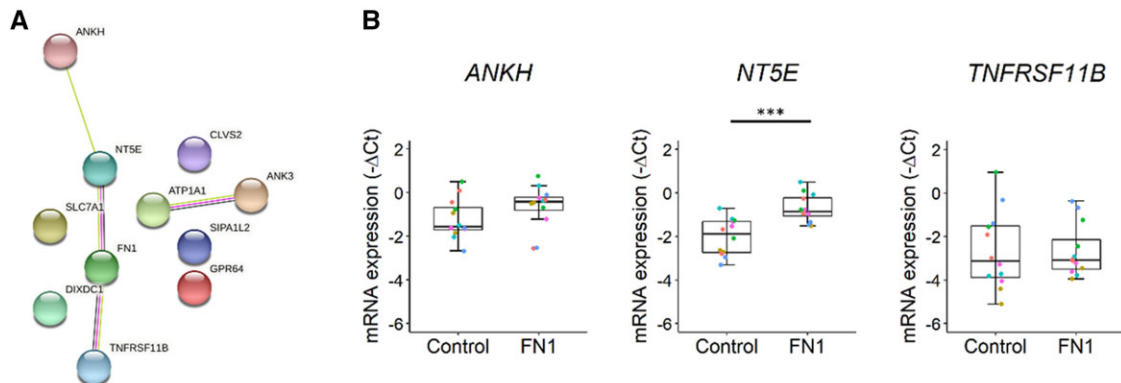 A
ANKH
NT5E
CLVS2
ATP1A1
ANK3
SLC7A1
SIPA1L2
FN1
GPR64
DIXDC1
TNFRSF11B
B
ANKH
mRNA expression (-ΔCt)
2
0
-2
-4
-6
Control FN1
NT5E
***
mRNA expression (-ΔCt)
2
0
-2
-4
-6
Control FN1
TNFRSF11B
mRNA expression (-ΔCt)
2
0
-2
-4
-6
Control FN1